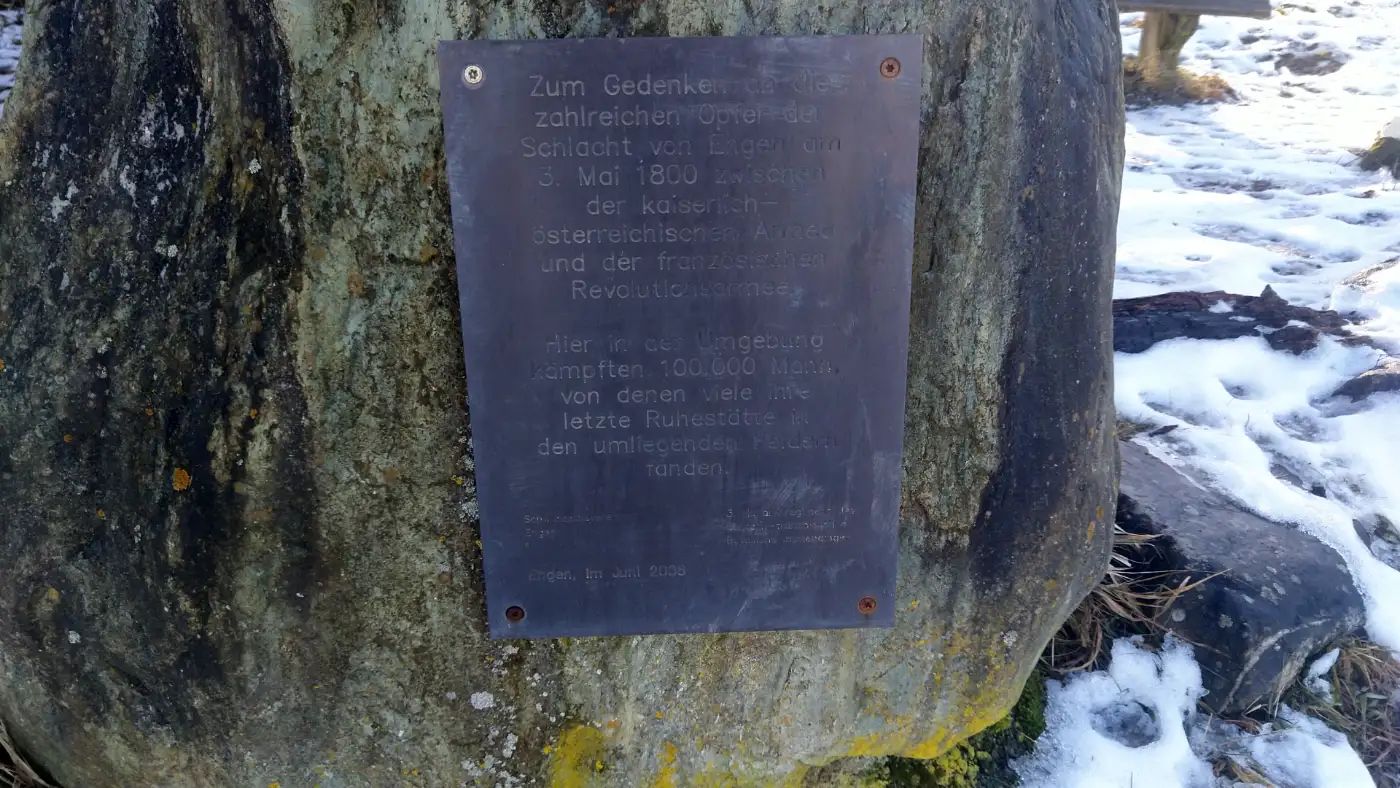 Zum Gedenken an die
zahlreichen Opfer der
Schlacht von Engen am
3. Mai 1800 zwischen
der kaiserlich-
österreichischen Armee
und der französischen
Revolutionsarmee.
Hier in der Umgebung
kämpften 100.000 Mann,
von denen viele ihre
letzte Ruhestätte in
den umliegenden Feldern
fanden.
Engen
Engen, im Juni 2008